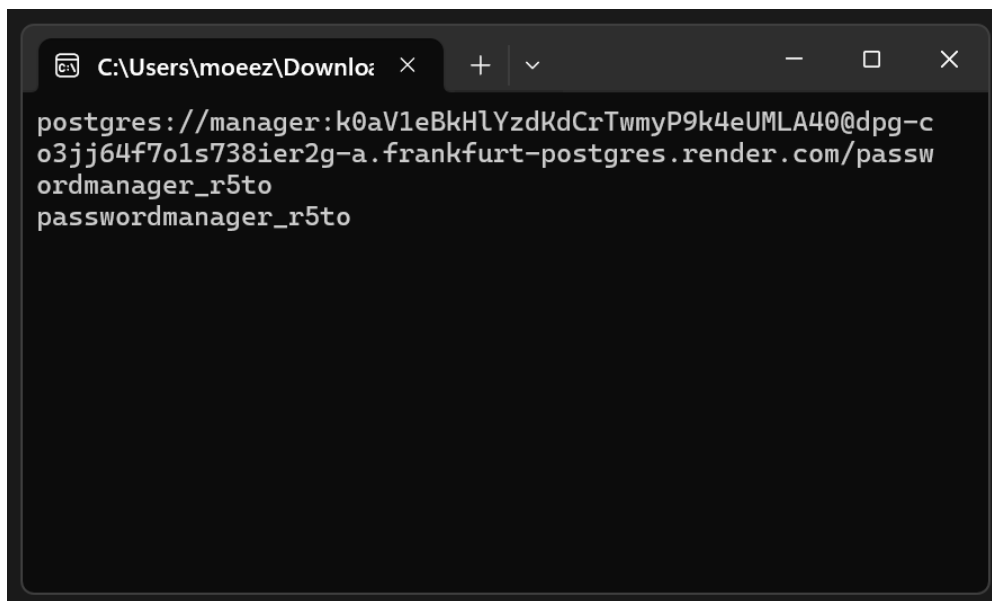 C:\Users\moeez\Downloa
postgres://manager:k0aV1eBkHlYzdKdCrTwmyP9k4eUMLA40@dpg-c
o3jj64f7o1s738ier2g-a.frankfurt-postgres.render.com/passw
ordmanager_r5to
passwordmanager_r5to